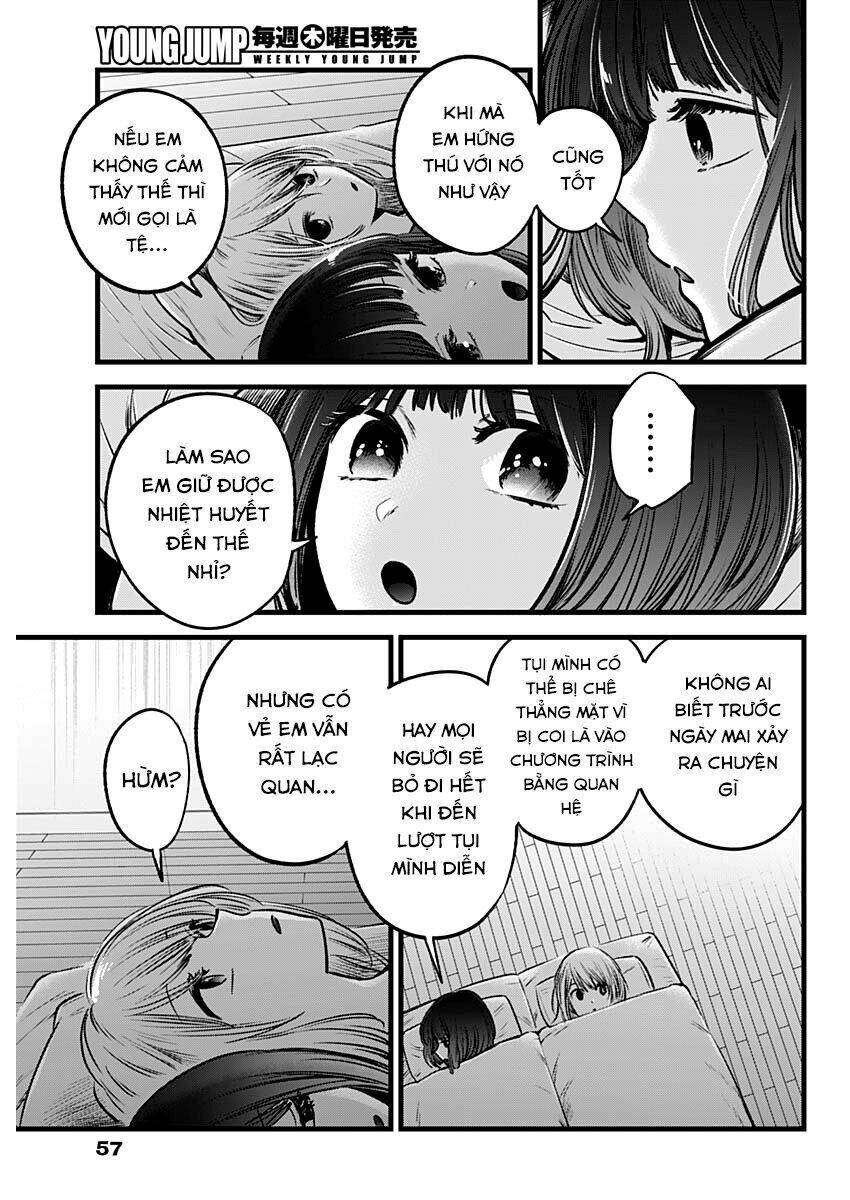 YOUNG JUMP 毎週木曜日発売
WEEKLY YOUNG JUMP
CŨNG
TỐT
KHI MÀ
EM HỨNG
THÚ VỚI NÓ
NHƯ VẬY
NẾU EM
KHÔNG CẢM
THẤY THẾ THÌ
MỚI GỌI LÀ
TỆ...
......
LÀM SAO
EM GIỮ ĐƯỢC
NHIỆT HUYẾT
ĐẾN THẾ
NHỈ?
KHÔNG AI
BIẾT TRƯỚC
NGÀY MAI XẢY
RA CHUYỆN
GÌ
TỤI MÌNH CÓ
THỂ BỊ CHÊ
THẲNG MẶT VÌ
BỊ COI LÀ VÀO
CHƯƠNG TRÌNH
BẰNG QUAN
HỆ
HAY MỌI
NGƯỜI SẼ
BỎ ĐI HẾT
KHI ĐẾN
LƯỢT TỤI
MÌNH DIỄN
NHƯNG CÓ
VẺ EM VẪN
RẤT LẠC
QUAN...
HỪM?
57